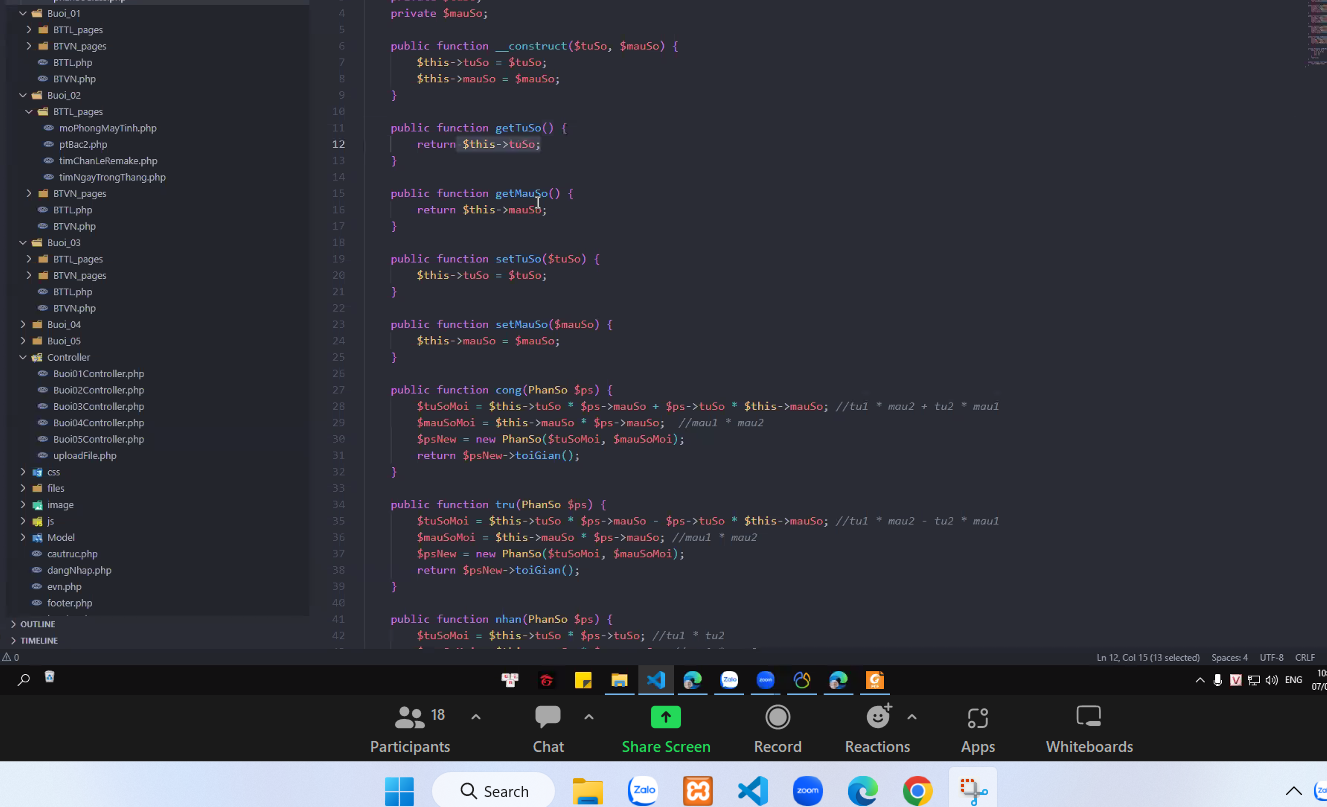 Buoi_01
BTTL_pages
BTVN_pages
BTTL.php
BTVN.php
Buoi_02
BTTL_pages
moPhongMayTinh.php
ptBac2.php
timChanLeRemake.php
timNgayTrongThang.php
BTVN_pages
BTTL.php
BTVN.php
Buoi_03
BTTL_pages
BTVN_pages
BTTL.php
BTVN.php
Buoi_04
Buoi_05
Controller
Buoi01Controller.php
Buoi02Controller.php
Buoi03Controller.php
Buoi04Controller.php
Buoi05Controller.php
uploadFile.php
css
files
image
js
Model
cautruc.php
dangNhap.php
evn.php
footer.php
OUTLINE
TIMELINE
4 private $mauSo;
5
6 public function __construct($tuSo, $mauSo) {
7 $this->tuSo = $tuSo;
8 $this->mauSo = $mauSo;
9 }
10
11 public function getTuSo() {
12 return $this->tuSo;
13 }
14
15 public function getMauSo() {
16 return $this->mauSo;
17 }
18
19 public function setTuSo($tuSo) {
20 $this->tuSo = $tuSo;
21 }
22
23 public function setMauSo($mauSo) {
24 $this->mauSo = $mauSo;
25 }
26
27 public function cong(PhanSo $ps) {
28 $tuSoMoi = $this->tuSo * $ps->mauSo + $ps->tuSo * $this->mauSo; //tu1 * mau2 + tu2 * mau1
29 $mauSoMoi = $this->mauSo * $ps->mauSo; //mau1 * mau2
30 $psNew = new PhanSo($tuSoMoi, $mauSoMoi);
31 return $psNew->toiGian();
32 }
33
34 public function tru(PhanSo $ps) {
35 $tuSoMoi = $this->tuSo * $ps->mauSo - $ps->tuSo * $this->mauSo; //tu1 * mau2 - tu2 * mau1
36 $mauSoMoi = $this->mauSo * $ps->mauSo; //mau1 * mau2
37 $psNew = new PhanSo($tuSoMoi, $mauSoMoi);
38 return $psNew->toiGian();
39 }
40
41 public function nhan(PhanSo $ps) {
42 $tuSoMoi = $this->tuSo * $ps->tuSo; //tu1 * tu2
0
Ln 12, Col 15 (13 selected) Spaces: 4 UTF-8 CRLF
ENG
18
Participants Chat Share Screen Record Reactions Apps Whiteboards
Search
Zalo
zoom